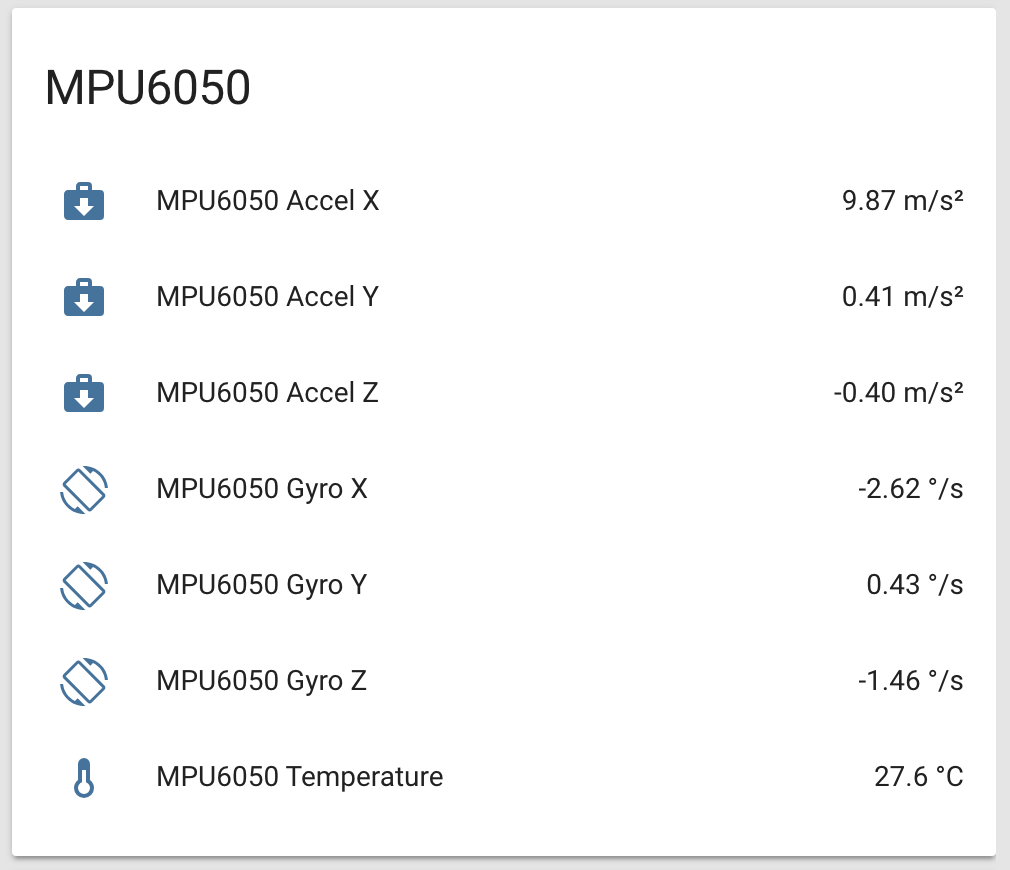 MPU6050
MPU6050 Accel X 9.87 m/s²
MPU6050 Accel Y 0.41 m/s²
MPU6050 Accel Z -0.40 m/s²
MPU6050 Gyro X -2.62 °/s
MPU6050 Gyro Y 0.43 °/s
MPU6050 Gyro Z -1.46 °/s
MPU6050 Temperature 27.6 °C